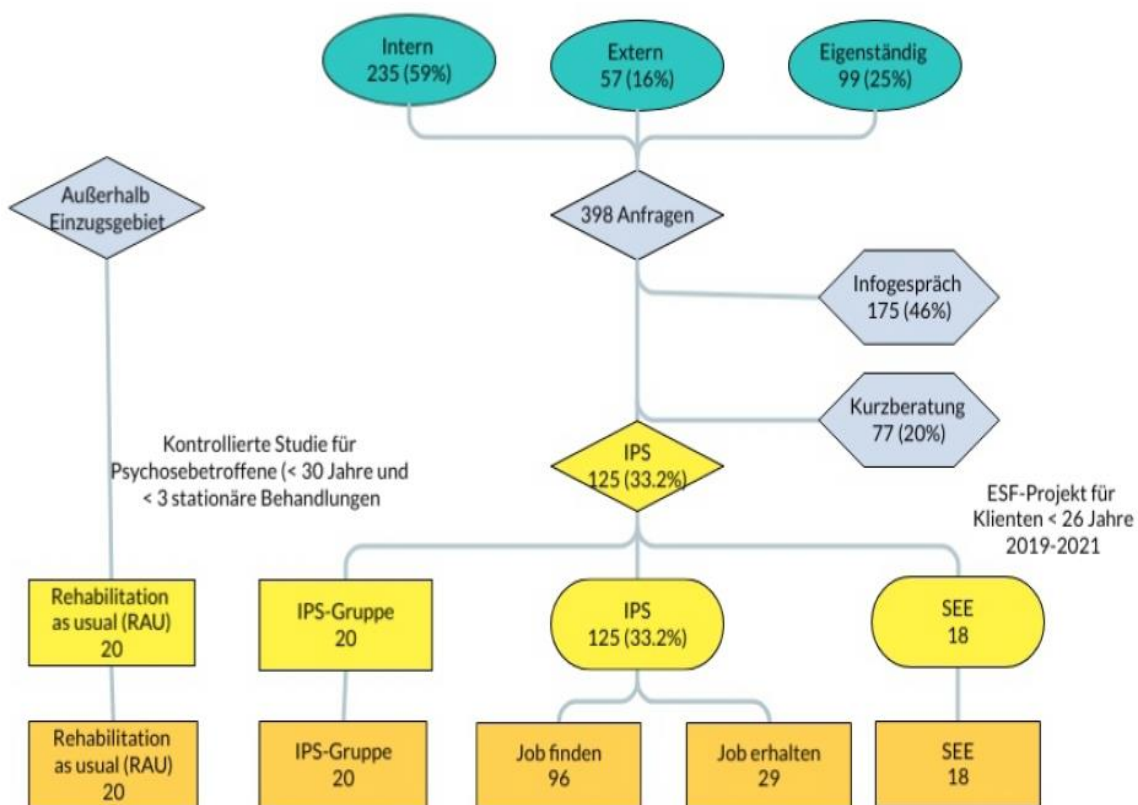 Intern
235 (59%)
Extern
57 (16%)
Eigenständig
99 (25%)
Außerhalb
Einzugsgebiet
398 Anfragen
Infogespräch
175 (46%)
Kurzberatung
77 (20%)
Kontrollierte Studie für
Psychosebetroffene (< 30 Jahre und
< 3 stationäre Behandlungen
IPS
125 (33.2%)
ESF-Projekt für
Klienten < 26 Jahre
2019-2021
Rehabilitation
as usual (RAU)
20
IPS-Gruppe
20
IPS
125 (33.2%)
SEE
18
Rehabilitation
as usual (RAU)
20
IPS-Gruppe
20
Job finden
96
Job erhalten
29
SEE
18